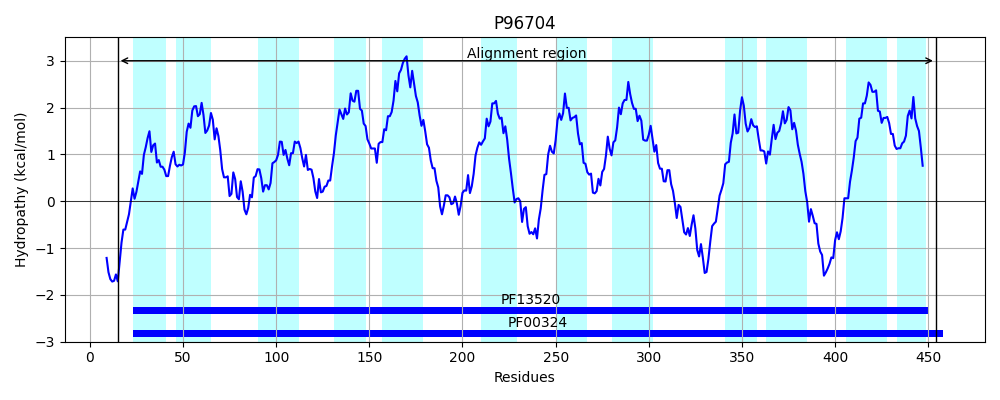 P96704
Alignment region
3
2
1
0
−1
−2
−3
Hydropathy (kcal/mol)
PF13520
PF00324
0 50 100 150 200 250 300 350 400 450
Residues